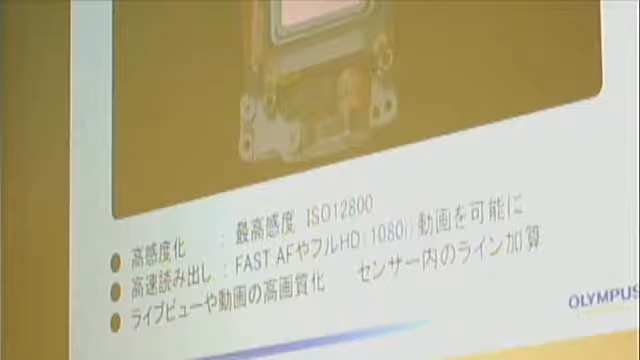 ● 高感度化 : 最高感度 ISO12800
● 高速読み出し : FAST AFやフルHD(1080i)動画を可能に
● ライブビューや動画の高画質化 センサー内のライン加算
OLYMPUS